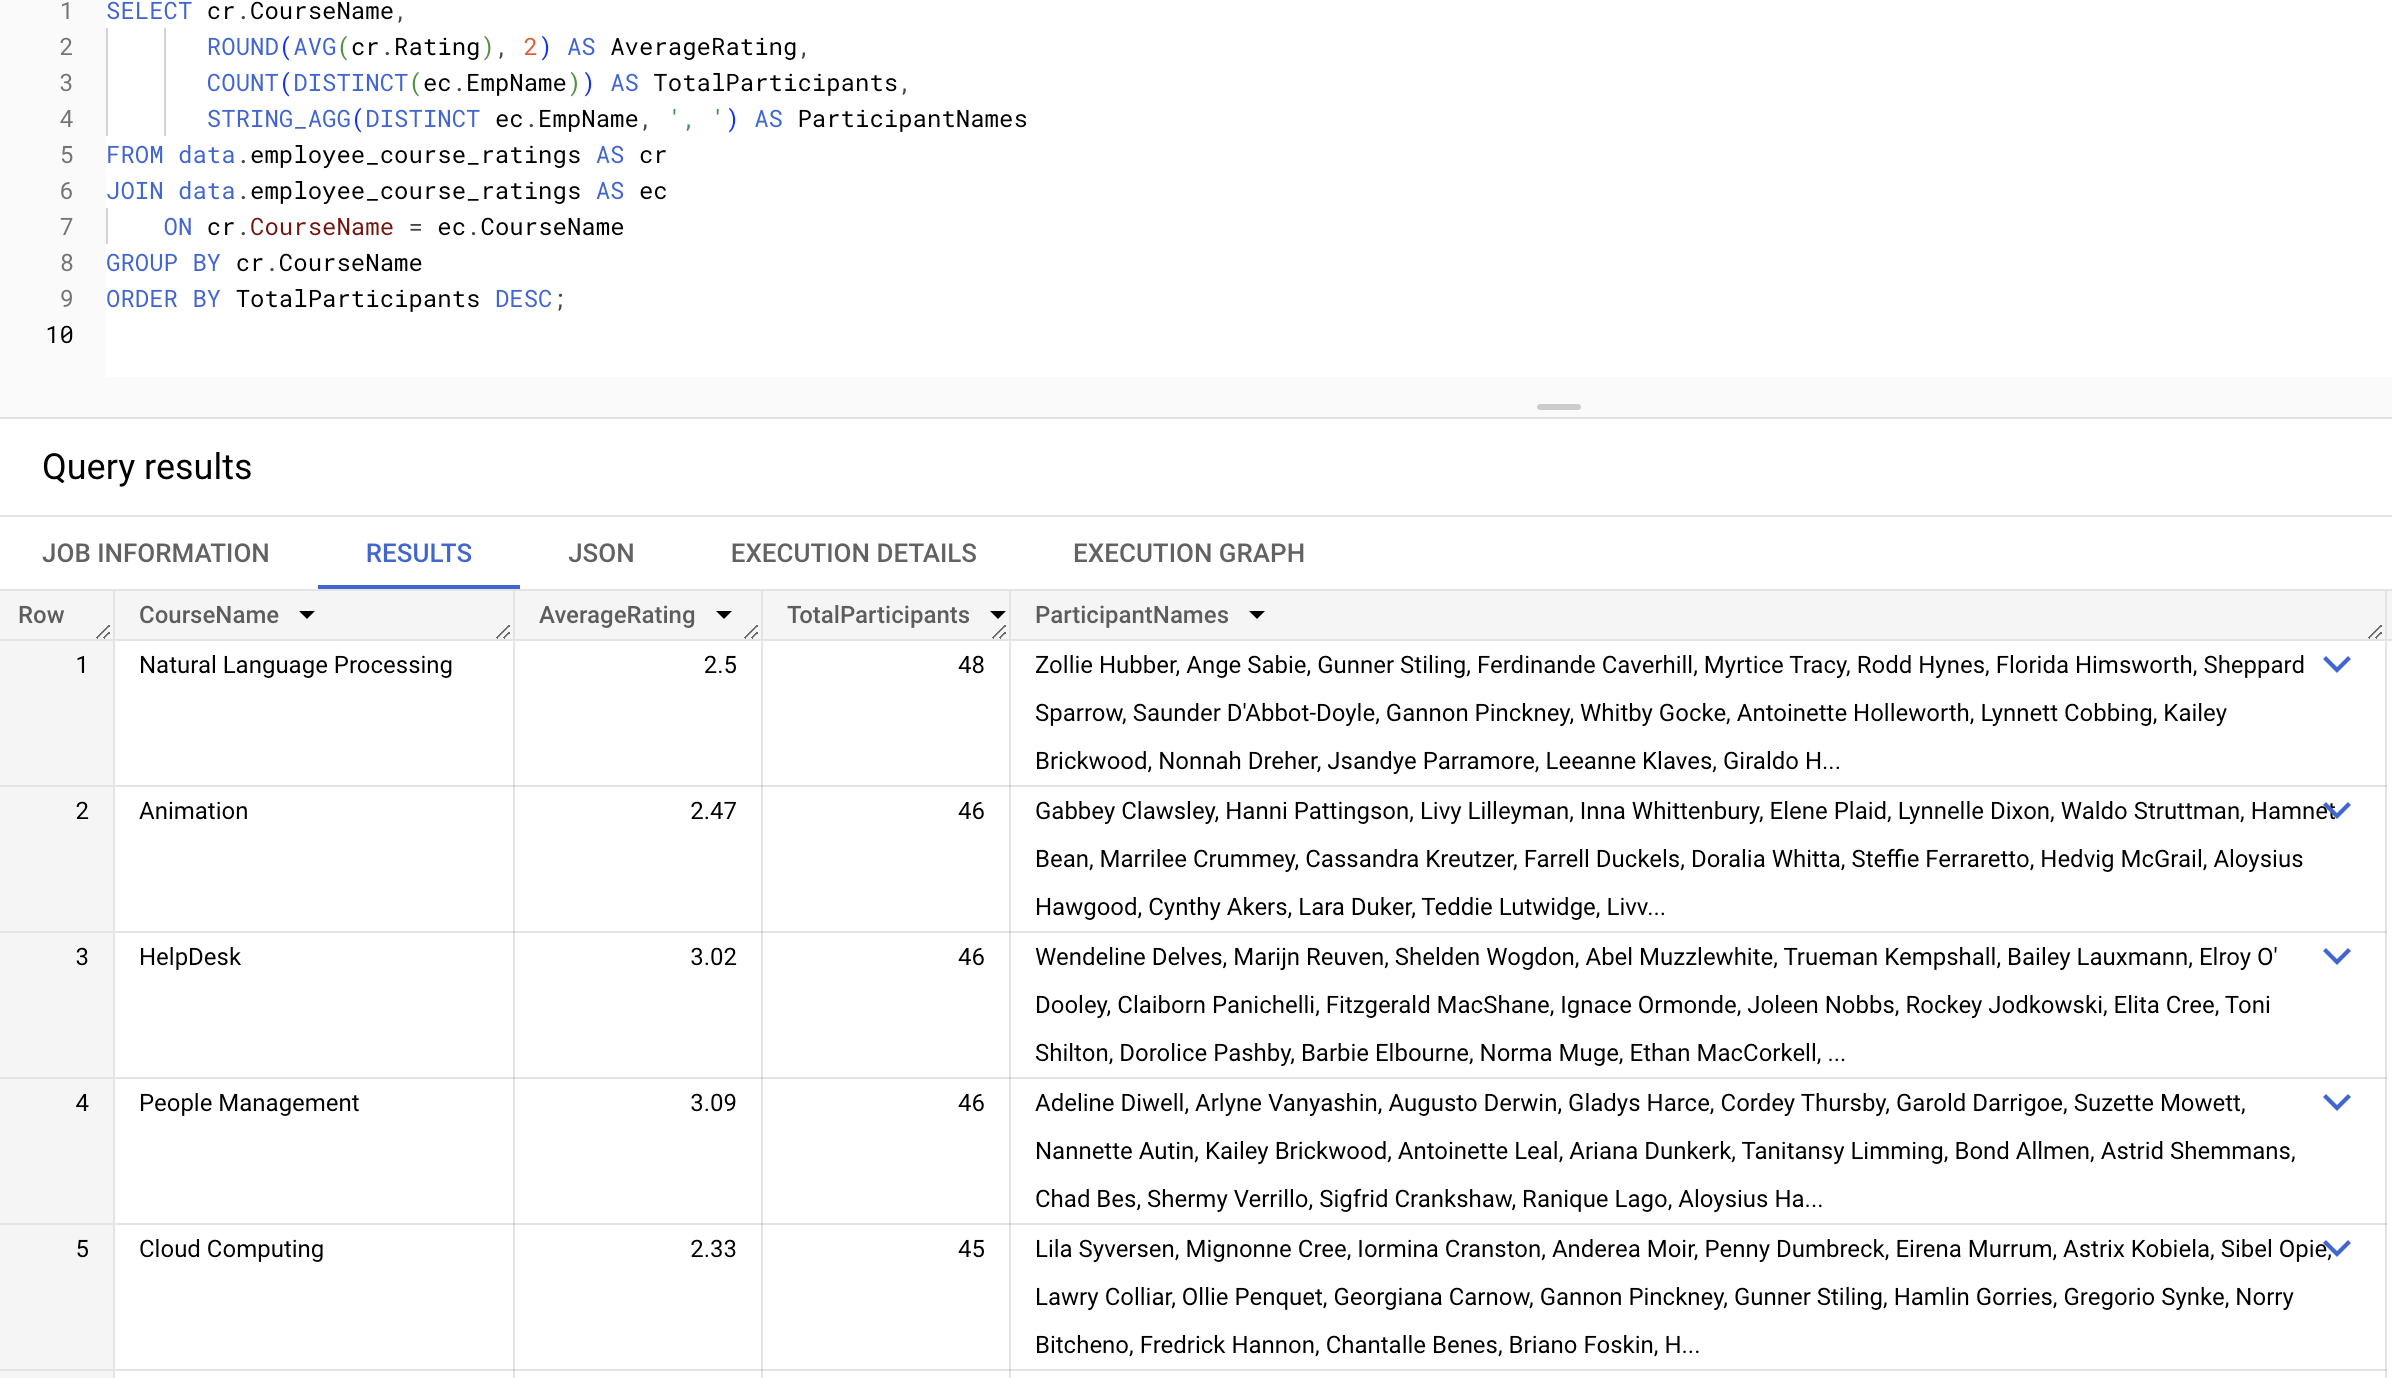 1 SELECT cr.CourseName,
2 ROUND(AVG(cr.Rating), 2) AS AverageRating,
3 COUNT(DISTINCT(ec.EmpName)) AS TotalParticipants,
4 STRING_AGG(DISTINCT ec.EmpName, ', ') AS ParticipantNames
5 FROM data.employee_course_ratings AS cr
6 JOIN data.employee_course_ratings AS ec
7 ON cr.CourseName = ec.CourseName
8 GROUP BY cr.CourseName
9 ORDER BY TotalParticipants DESC;
10
Query results
JOB INFORMATION RESULTS JSON EXECUTION DETAILS EXECUTION GRAPH
Row CourseName AverageRating TotalParticipants ParticipantNames
1 Natural Language Processing 2.5 48 Zollie Hubber, Ange Sabie, Gunner Stiling, Ferdinande Caverhill, Myrtice Tracy, Rodd Hynes, Florida Himsworth, Sheppard
Sparrow, Saunder D'Abbot-Doyle, Gannon Pinckney, Whitby Gocke, Antoinette Holleworth, Lynnett Cobbing, Kailey
Brickwood, Nonnah Dreher, Jsandye Parramore, Leeanne Klaves, Giraldo H...
2 Animation 2.47 46 Gabbey Clawsley, Hanni Pattingson, Livy Lilleyman, Inna Whittenbury, Elene Plaid, Lynnelle Dixon, Waldo Struttman, Hamnet
Bean, Marrilee Crummey, Cassandra Kreutzer, Farrell Duckels, Doralia Whitta, Steffie Ferraretto, Hedvig McGrail, Aloysius
Hawgood, Cynthy Akers, Lara Duker, Teddie Lutwidge, Livv...
3 HelpDesk 3.02 46 Wendeline Delves, Marijn Reuven, Shelden Wogdon, Abel Muzzlewhite, Trueman Kempshall, Bailey Lauxmann, Elroy O'
Dooley, Claiborn Panichelli, Fitzgerald MacShane, Ignace Ormonde, Joleen Nobbs, Rockey Jodkowski, Elita Cree, Toni
Shilton, Dorolice Pashby, Barbie Elbourne, Norma Muge, Ethan MacCorkell, ...
4 People Management 3.09 46 Adeline Diwell, Arlyne Vanyashin, Augusto Derwin, Gladys Harce, Cordey Thursby, Garold Darrigoe, Suzette Mowett,
Nannette Autin, Kailey Brickwood, Antoinette Leal, Ariana Dunkerk, Tanitansy Limming, Bond Allmen, Astrid Shemmans,
Chad Bes, Shermy Verrillo, Sigfrid Crankshaw, Ranique Lago, Aloysius Ha...
5 Cloud Computing 2.33 45 Lila Syversen, Mignonne Cree, Iormina Cranston, Anderea Moir, Penny Dumbreck, Eirena Murrum, Astrix Kobiela, Sibel Opie,
Lawry Colliar, Ollie Penquet, Georgiana Carnow, Gannon Pinckney, Gunner Stiling, Hamlin Gorries, Gregorio Synke, Norry
Bitcheno, Fredrick Hannon, Chantalle Benes, Briano Foskin, H...